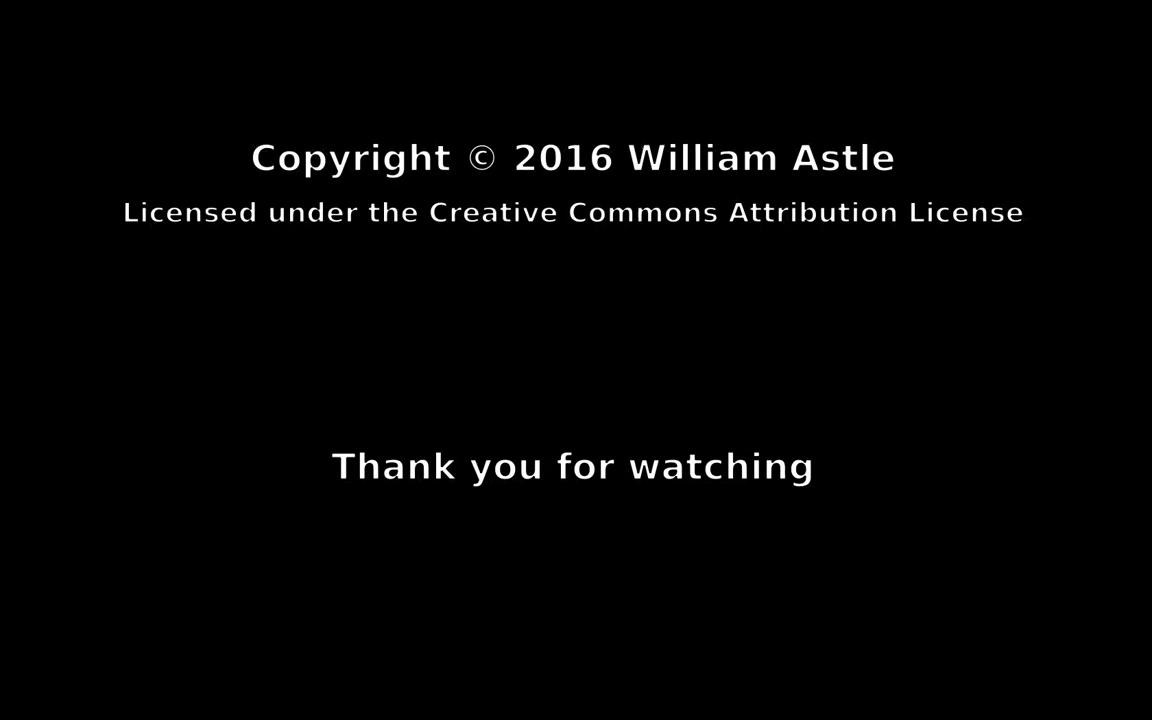 Copyright © 2016 William Astle
Licensed under the Creative Commons Attribution License
Thank you for watching